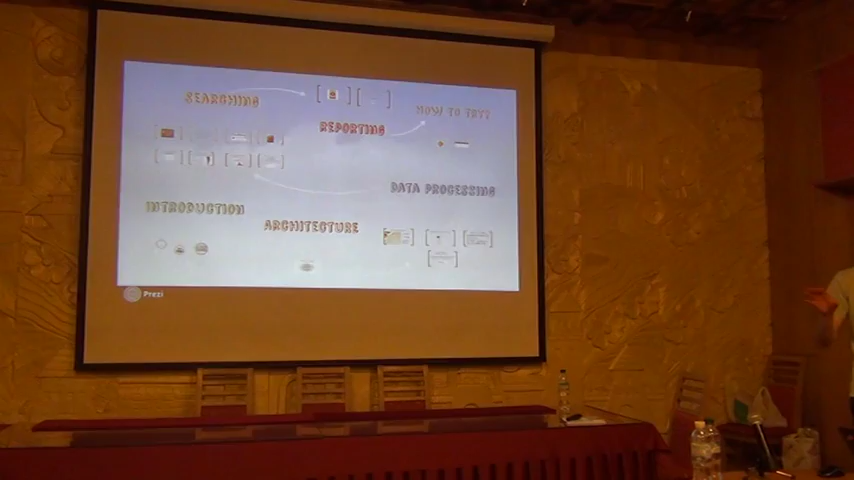 SEARCHING
HOW TO TRY?
REPORTING
DATA PROCESSING
INTRODUCTION
ARCHITECTURE
Prezi